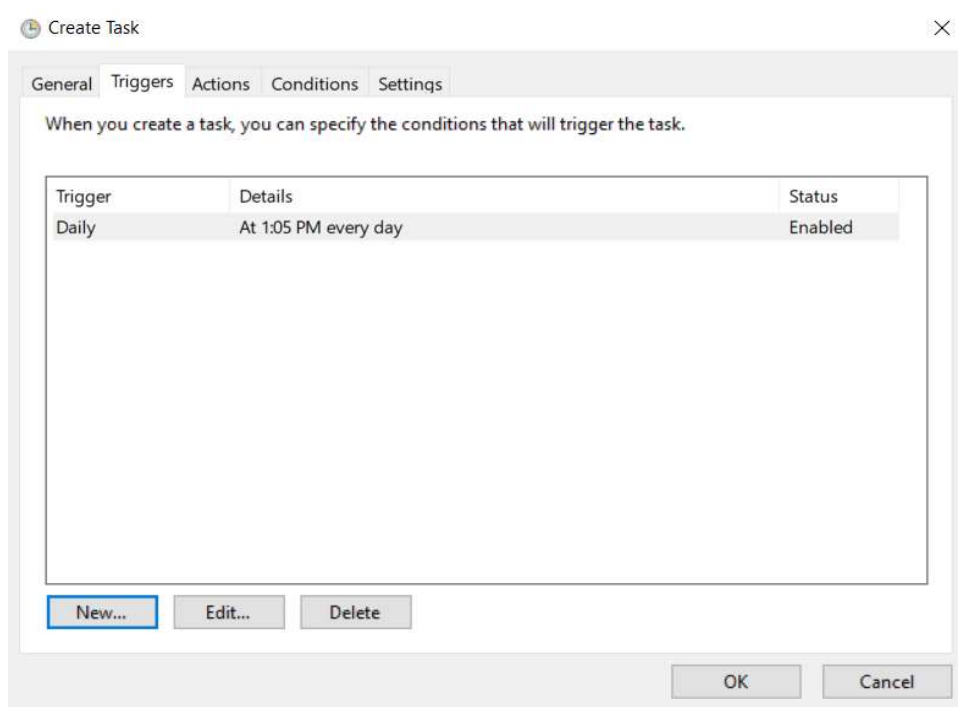 Create Task
General Triggers Actions Conditions Settings
When you create a task, you can specify the conditions that will trigger the task.
Trigger Details Status
Daily At 1:05 PM every day Enabled
New... Edit... Delete
OK Cancel